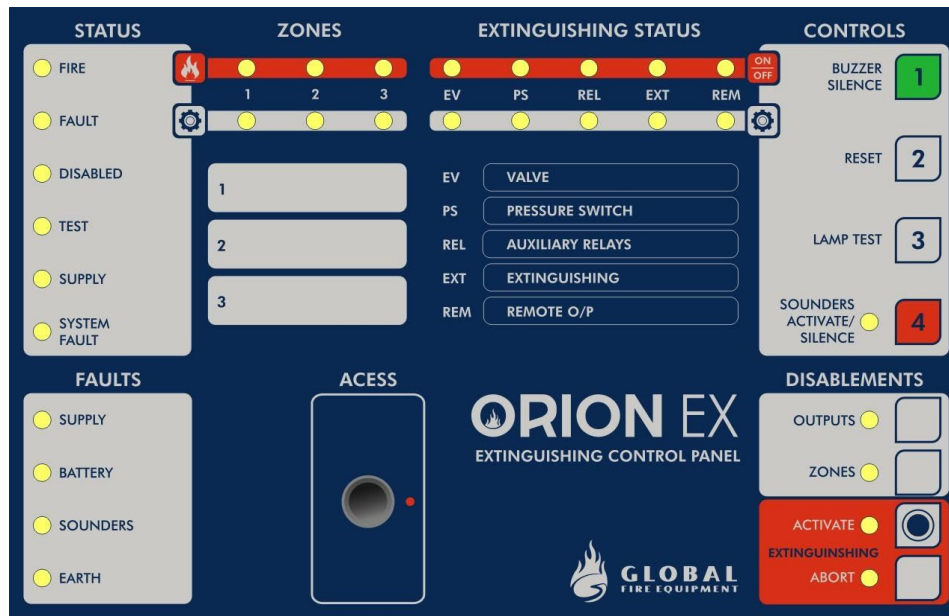 STATUS
ZONES
EXTINGUISHING STATUS
CONTROLS
FIRE
FAULT
DISABLED
TEST
SUPPLY
SYSTEM
FAULT
1 2 3
1
2
3
ON
OFF
EV PS REL EXT REM
EV VALVE
PS PRESSURE SWITCH
REL AUXILIARY RELAYS
EXT EXTINGUISHING
REM REMOTE O/P
BUZZER
SILENCE 1
RESET 2
LAMP TEST 3
SOUNDERS
ACTIVATE/ 4
SILENCE
FAULTS
SUPPLY
BATTERY
SOUNDERS
EARTH
ACESS
ORION EX
EXTINGUISHING CONTROL PANEL
GLOBAL
FIRE EQUIPMENT
DISABLEMENTS
OUTPUTS
ZONES
ACTIVATE
EXTINGUINSHING
ABORT